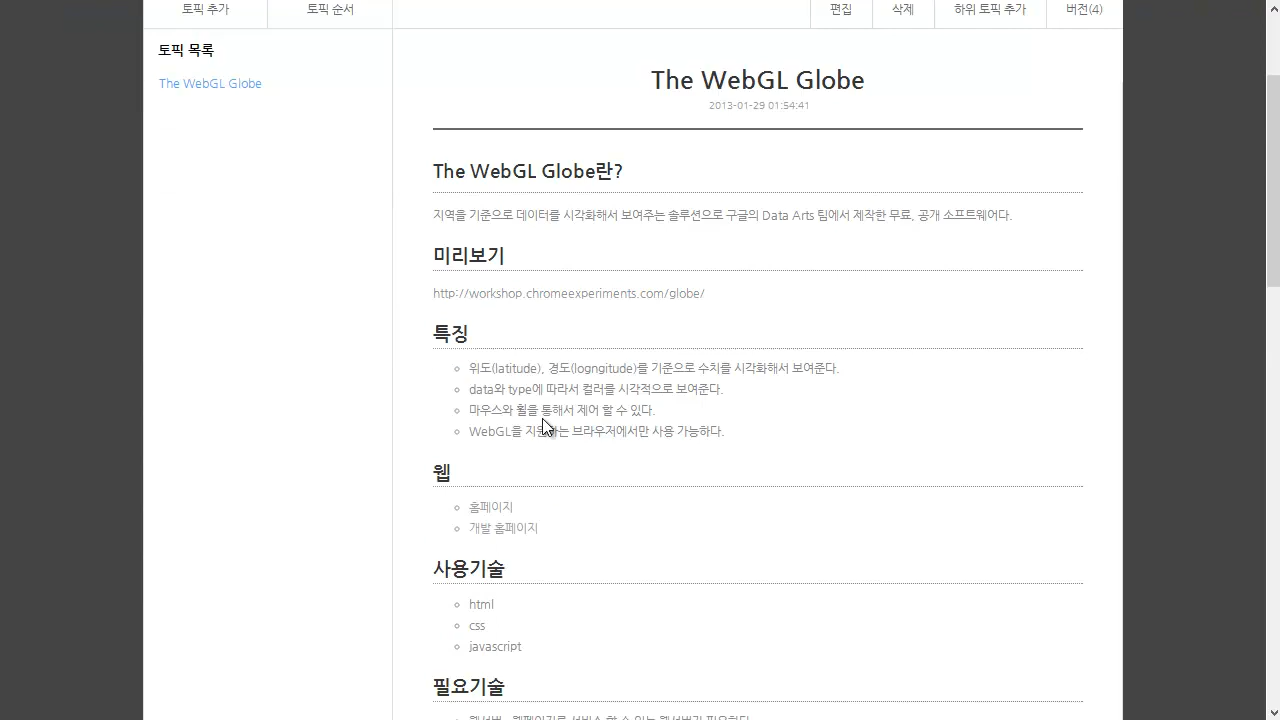 토픽 추가
토픽 순서
편집
삭제
하위 토픽 추가
버전(4)
토픽 목록
The WebGL Globe
The WebGL Globe
2013-01-29 01:54:41
The WebGL Globe란?
지역을 기준으로 데이터를 시각화해서 보여주는 솔루션으로 구글의 Data Arts 팀에서 제작한 무료, 공개 소프트웨어다.
미리보기
http://workshop.chromeexperiments.com/globe/
특징
위도(latitude), 경도(logngitude)를 기준으로 수치를 시각화해서 보여준다.
data와 type에 따라서 컬러를 시각적으로 보여준다.
마우스와 휠을 통해서 제어 할 수 있다.
WebGL을 지원하는 브라우저에서만 사용 가능하다.
웹
홈페이지
개발 홈페이지
사용기술
html
css
javascript
필요기술